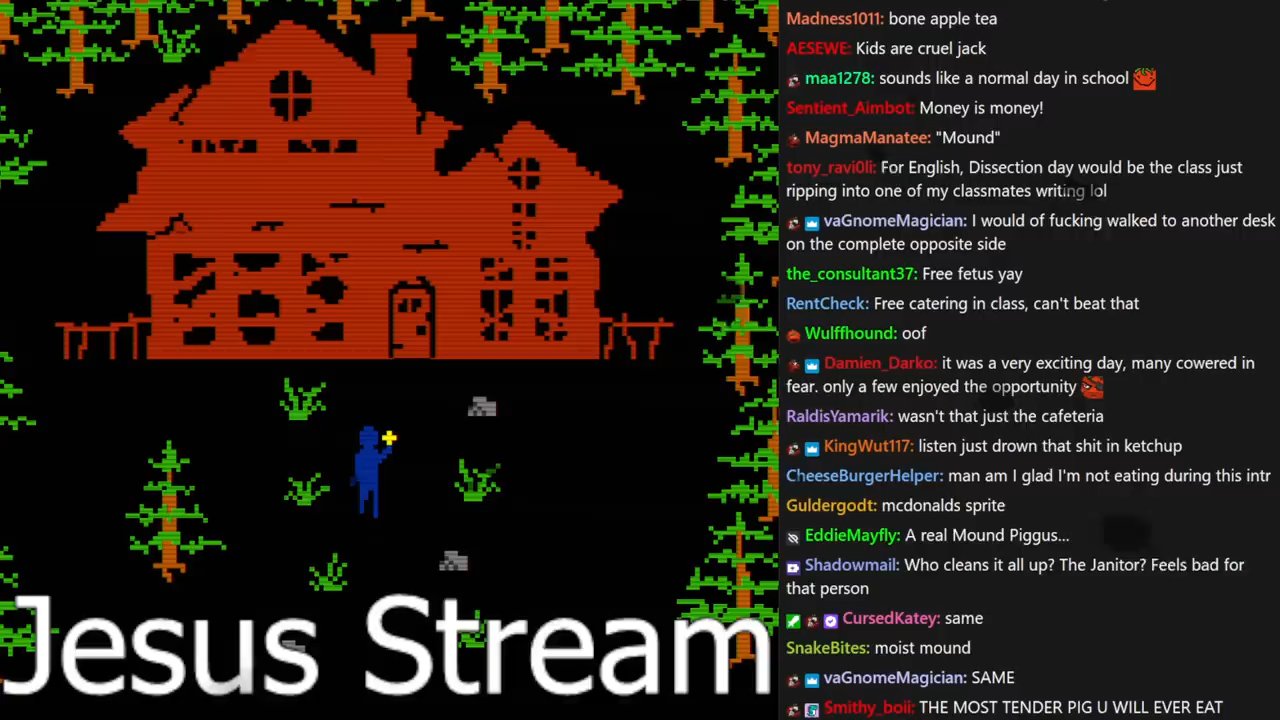 Madness1011: bone apple tea
AESEWE: Kids are cruel jack
maa1278: sounds like a normal day in school
Sentient_Aimbot: Money is money!
MagmaManatee: "Mound"
tony_ravi0li: For English, Dissection day would be the class just
ripping into one of my classmates writing lol
vaGnomeMagician: I would of fucking walked to another desk
on the complete opposite side
the_consultant37: Free fetus yay
RentCheck: Free catering in class, can't beat that
Wulffhound: oof
Damien_Darko: it was a very exciting day, many cowered in
fear. only a few enjoyed the opportunity
RaldisYamarik: wasn't that just the cafeteria
KingWut117: listen just drown that shit in ketchup
CheeseBurgerHelper: man am I glad I'm not eating during this intr
Guldergodt: mcdonalds sprite
EddieMayfly: A real Mound Piggus...
Shadowmail: Who cleans it all up? The Janitor? Feels bad for
that person
CursedKatey: same
SnakeBites: moist mound
vaGnomeMagician: SAME
Smithy_boii: THE MOST TENDER PIG U WILL EVER EAT
Jesus Stream